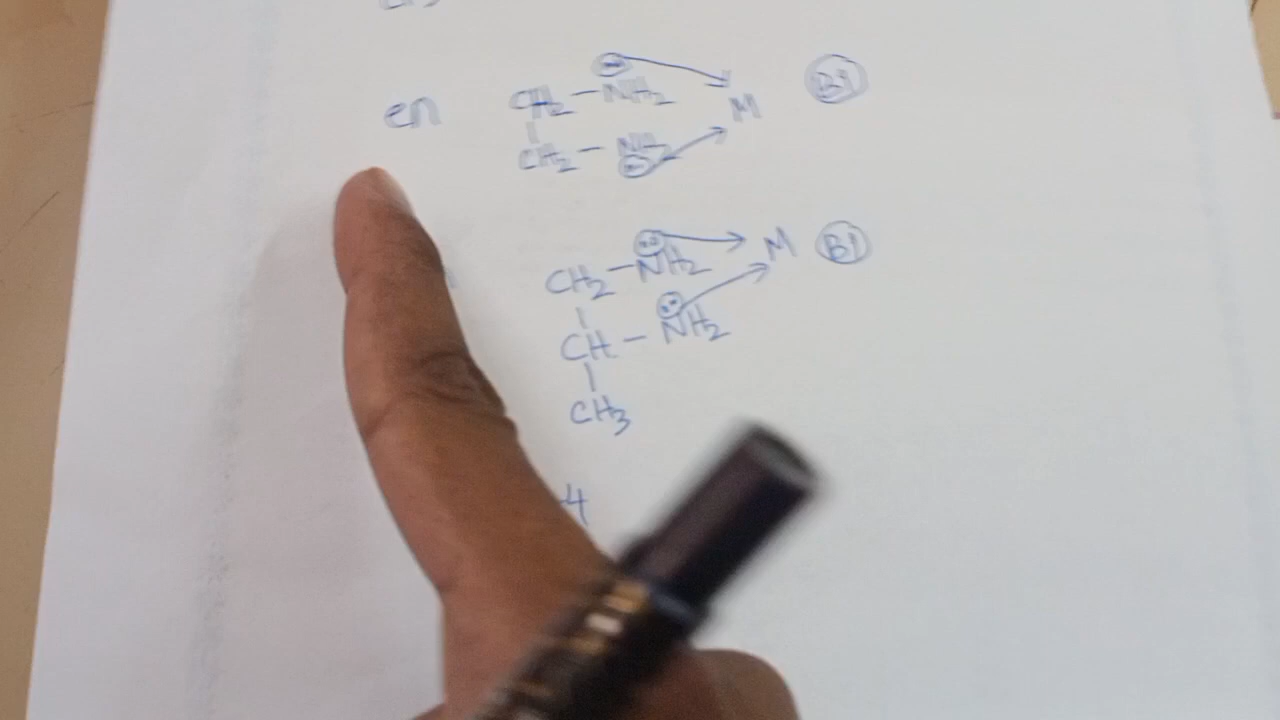 en CH2 - NH2 M Bi
CH2 - NH2
CH2 - NH2 M Bi
CH - NH2
CH3
4